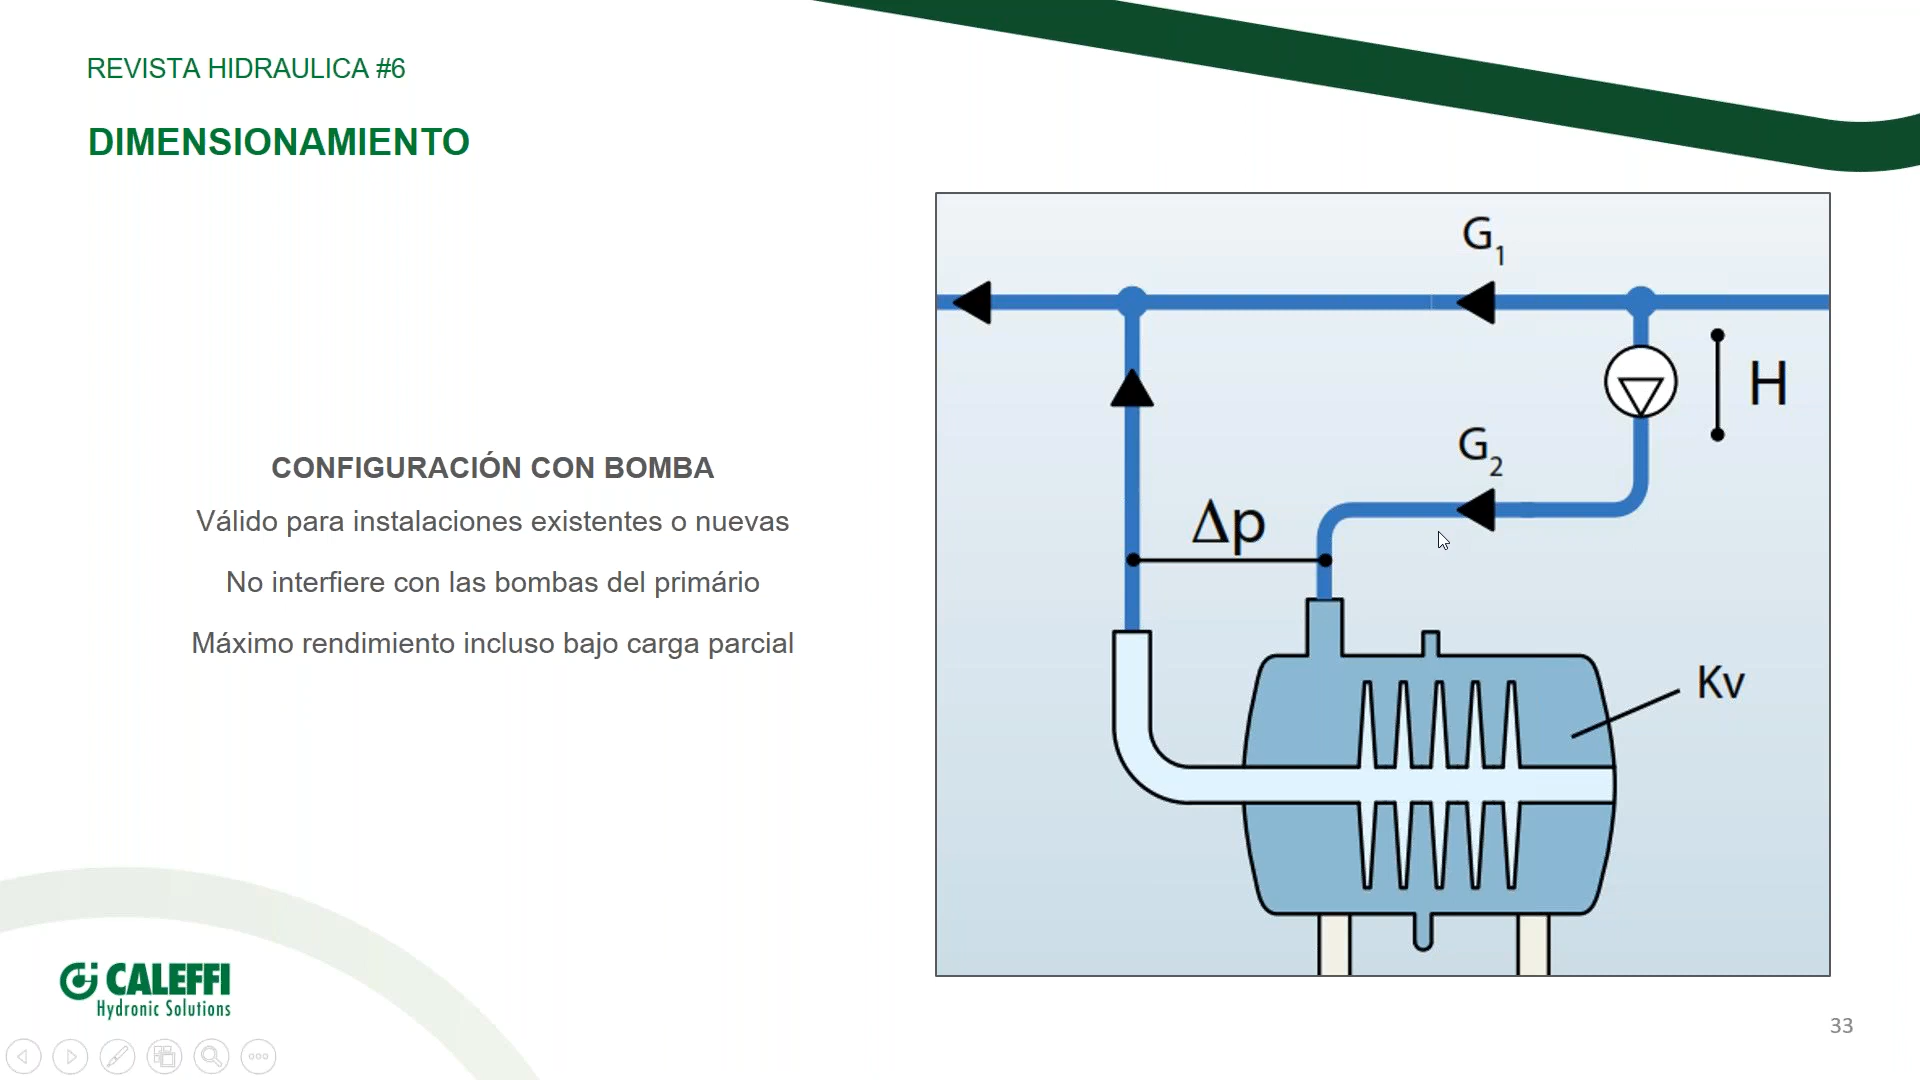 REVISTA HIDRAULICA #6
DIMENSIONAMIENTO
CONFIGURACIÓN CON BOMBA
Válido para instalaciones existentes o nuevas
No interfiere con las bombas del primário
Máximo rendimiento incluso bajo carga parcial
G1
H
G2
Δp
Kv
CALEFFI
Hydronic Solutions
33